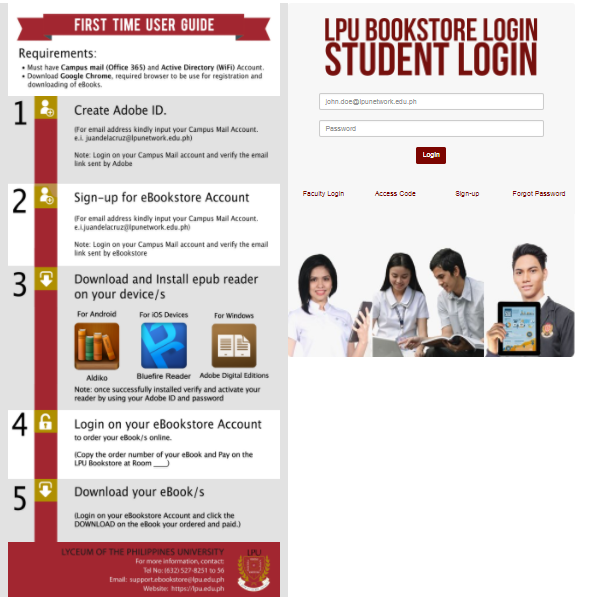 FIRST TIME USER GUIDE
Requirements:
• Must have Campus mail (Office 365) and Active Directory (WiFi) Account.
• Download Google Chrome, required browser to be use for registration and
downloading of eBooks.
1
Create Adobe ID.
(For email address kindly input your Campus Mail Account.
e.i. juandelacruz@lpunetwork.edu.ph)
Note: Login on your Campus Mail account and verify the email
link sent by Adobe
2
Sign-up for eBookstore Account
(For email address kindly input your Campus Mail Account.
e.i.juandelacruz@lpunetwork.edu.ph)
Note: Login on your Campus Mail account and verify the email
link sent by eBookstore
3
Download and Install epub reader
on your device/s
For Android
For iOS Devices
For Windows
Aldiko
Bluefire Reader
Adobe Digital Editions
Note: once successfully installed verify and activate your
reader by using your Adobe ID and password
4
Login on your eBookstore Account
to order your eBook/s online.
(Copy the order number of your eBook and Pay on the
LPU Bookstore at Room ___)
5
Download your eBook/s
(Login on your eBookstore Account and click the
DOWNLOAD on the eBook your ordered and paid.)
LYCEUM OF THE PHILIPPINES UNIVERSITY
For more information, contact:
Tel No: (632) 527-8251 to 56
Email: support.ebookstore@lpu.edu.ph
Website: https://lpu.edu.ph
LPU
LPU BOOKSTORE LOGIN
STUDENT LOGIN
john.doe@lpunetwork.edu.ph
Password
Login
Faculty Login
Access Code
Sign-up
Forgot Password